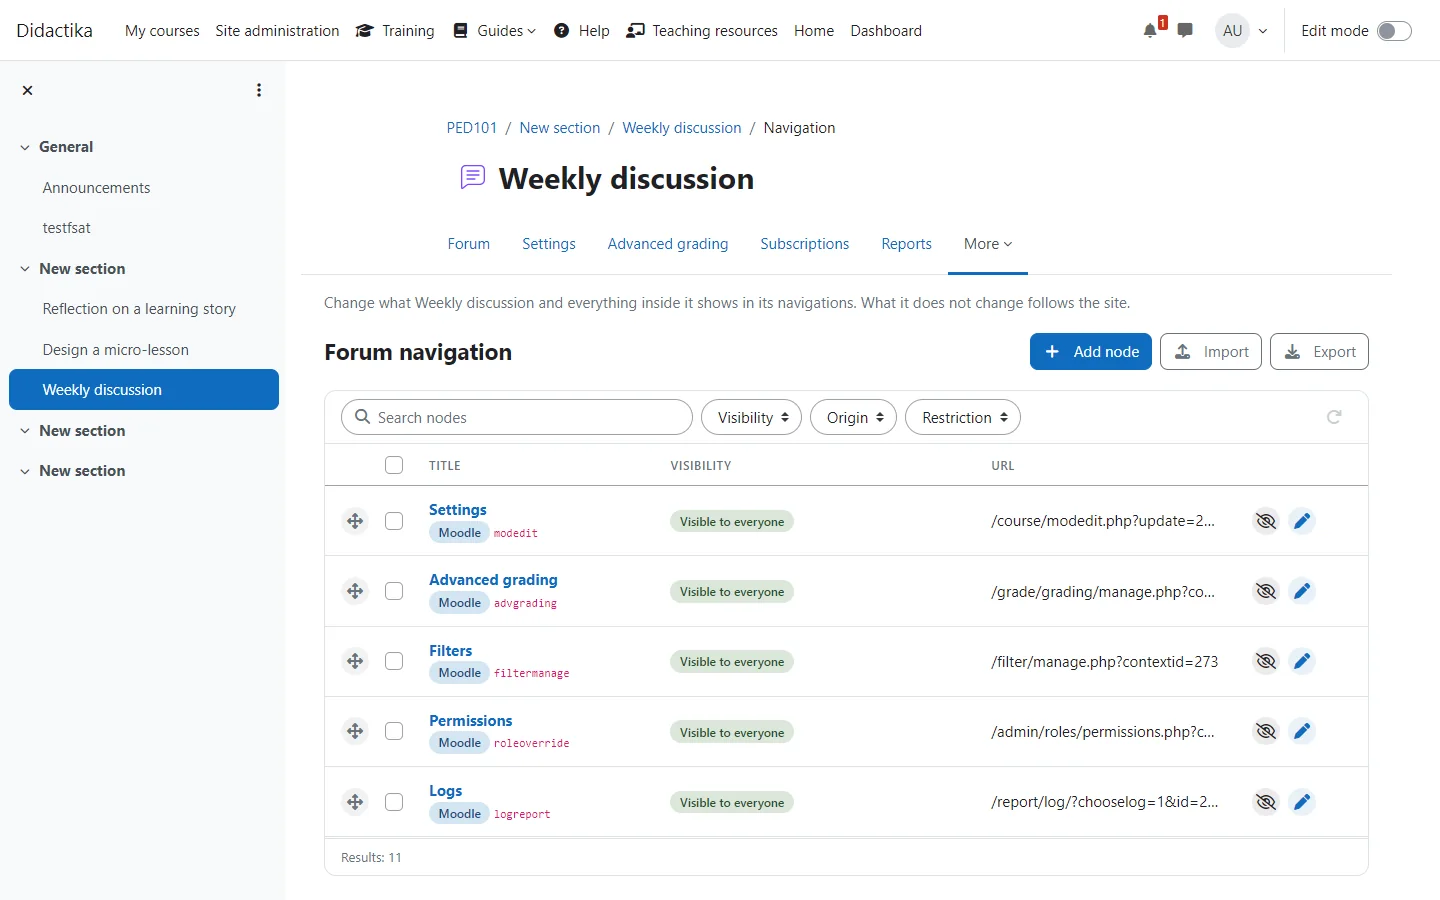 Didactika My courses Site administration Training Guides Help Teaching resources Home Dashboard 1 AU Edit mode
General
Announcements
testfsat
New section
Reflection on a learning story
Design a micro-lesson
Weekly discussion
New section
New section
PED101 / New section / Weekly discussion / Navigation
Weekly discussion
Forum Settings Advanced grading Subscriptions Reports More
Change what Weekly discussion and everything inside it shows in its navigations. What it does not change follows the site.
Forum navigation
Add node Import Export
Search nodes Visibility Origin Restriction
TITLE VISIBILITY URL
Settings
Moodle modedit Visible to everyone /course/modedit.php?update=2...
Advanced grading
Moodle advgrading Visible to everyone /grade/grading/manage.php?co...
Filters
Moodle filtermanage Visible to everyone /filter/manage.php?contextid=273
Permissions
Moodle roleoverride Visible to everyone /admin/roles/permissions.php?c...
Logs
Moodle logreport Visible to everyone /report/log/?chooselog=1&id=2...
Results: 11